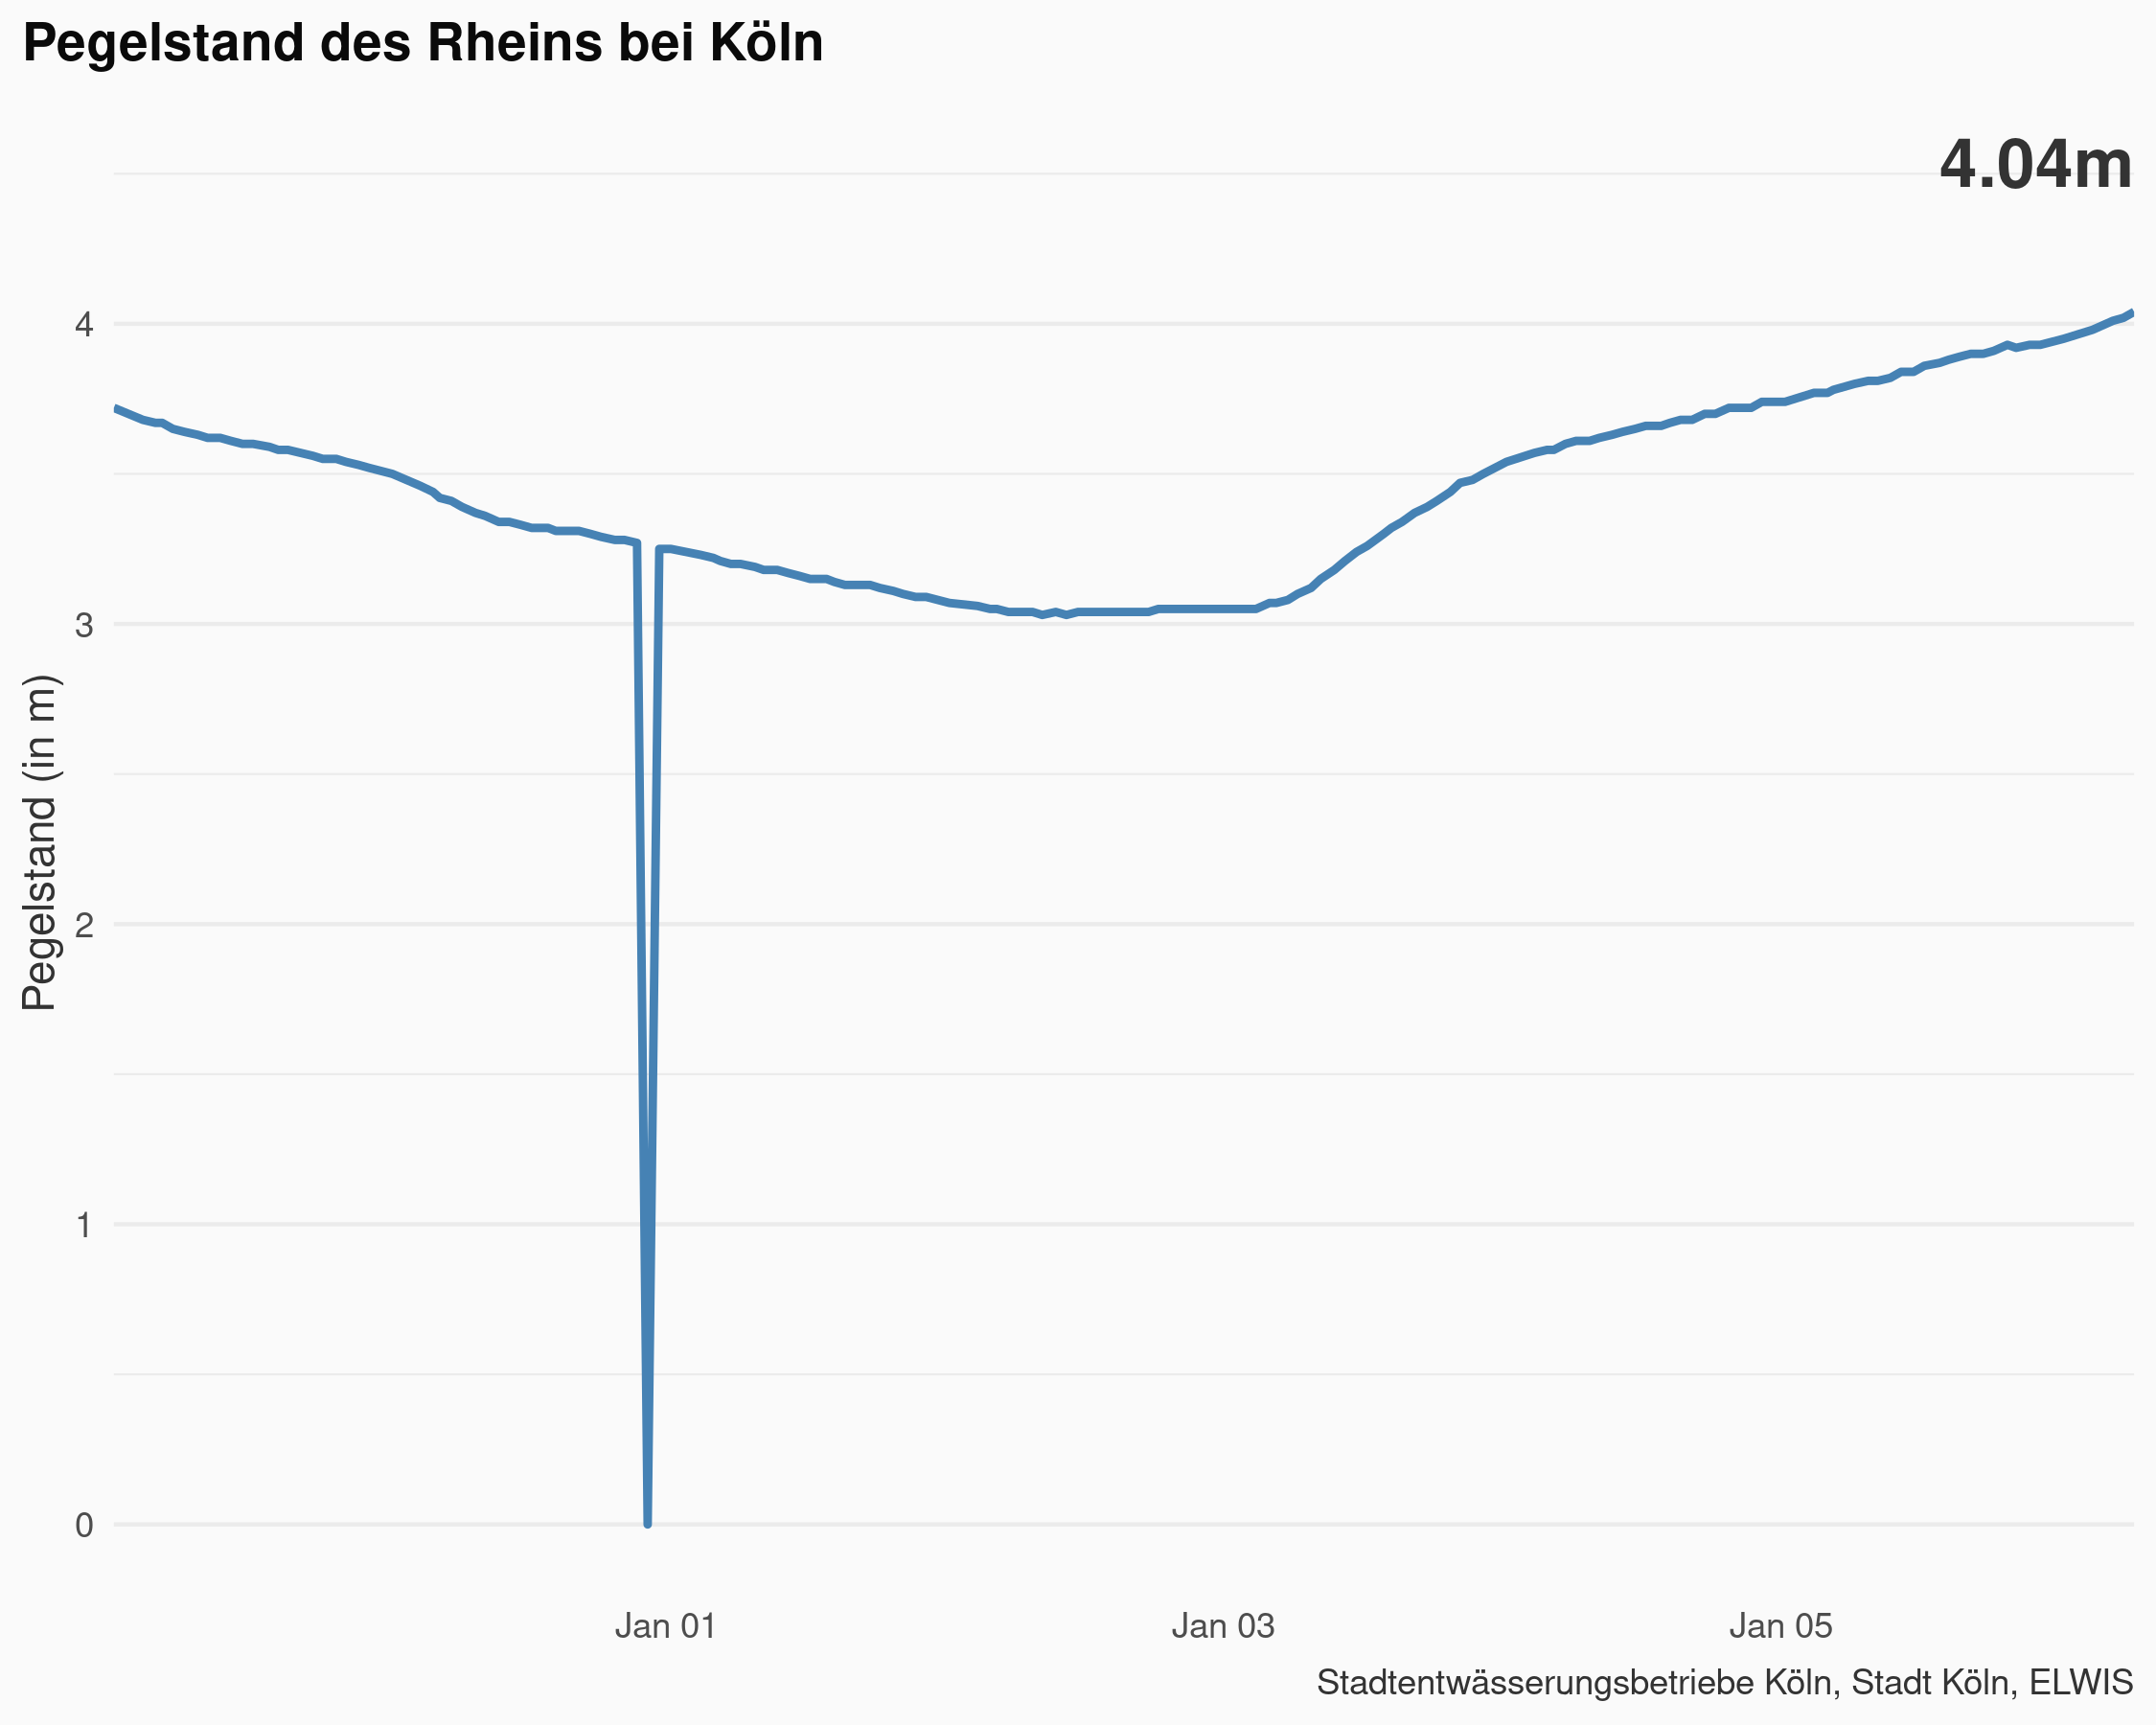 Pegelstand des Rheins bei Köln
4.04m
4
3
2
1
0
Pegelstand (in m)
Jan 01 Jan 03 Jan 05
Stadtentwässerungsbetriebe Köln, Stadt Köln, ELWIS